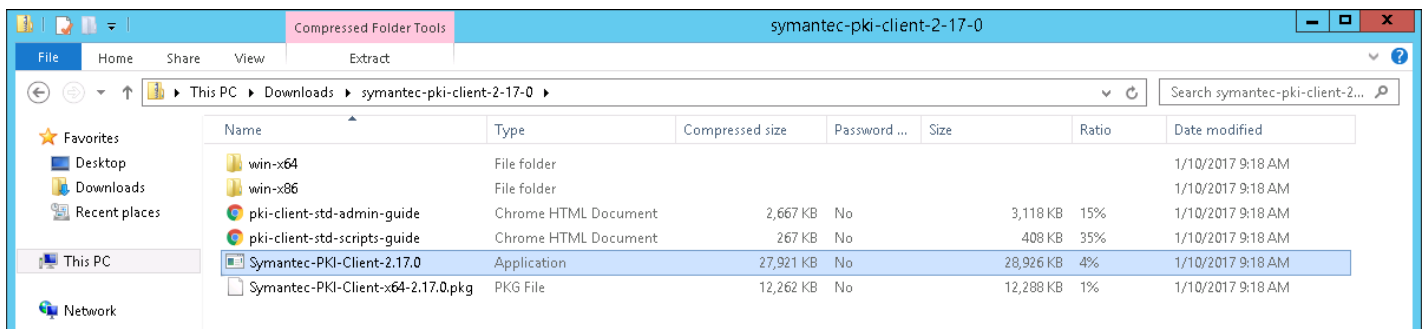 Compressed Folder Tools
symantec-pki-client-2-17-0
File Home Share View Extract
This PC Downloads symantec-pki-client-2-17-0
Search symantec-pki-client-2...
Name Type Compressed size Password ... Size Ratio Date modified
Favorites
Desktop
Downloads
Recent places
This PC
Network
win-x64 File folder 1/10/2017 9:18 AM
win-x86 File folder 1/10/2017 9:18 AM
pki-client-std-admin-guide Chrome HTML Document 2,667 KB No 3,118 KB 15% 1/10/2017 9:18 AM
pki-client-std-scripts-guide Chrome HTML Document 267 KB No 408 KB 35% 1/10/2017 9:18 AM
Symantec-PKI-Client-2.17.0 Application 27,921 KB No 28,926 KB 4% 1/10/2017 9:18 AM
Symantec-PKI-Client-x64-2.17.0.pkg PKG File 12,262 KB No 12,288 KB 1% 1/10/2017 9:18 AM